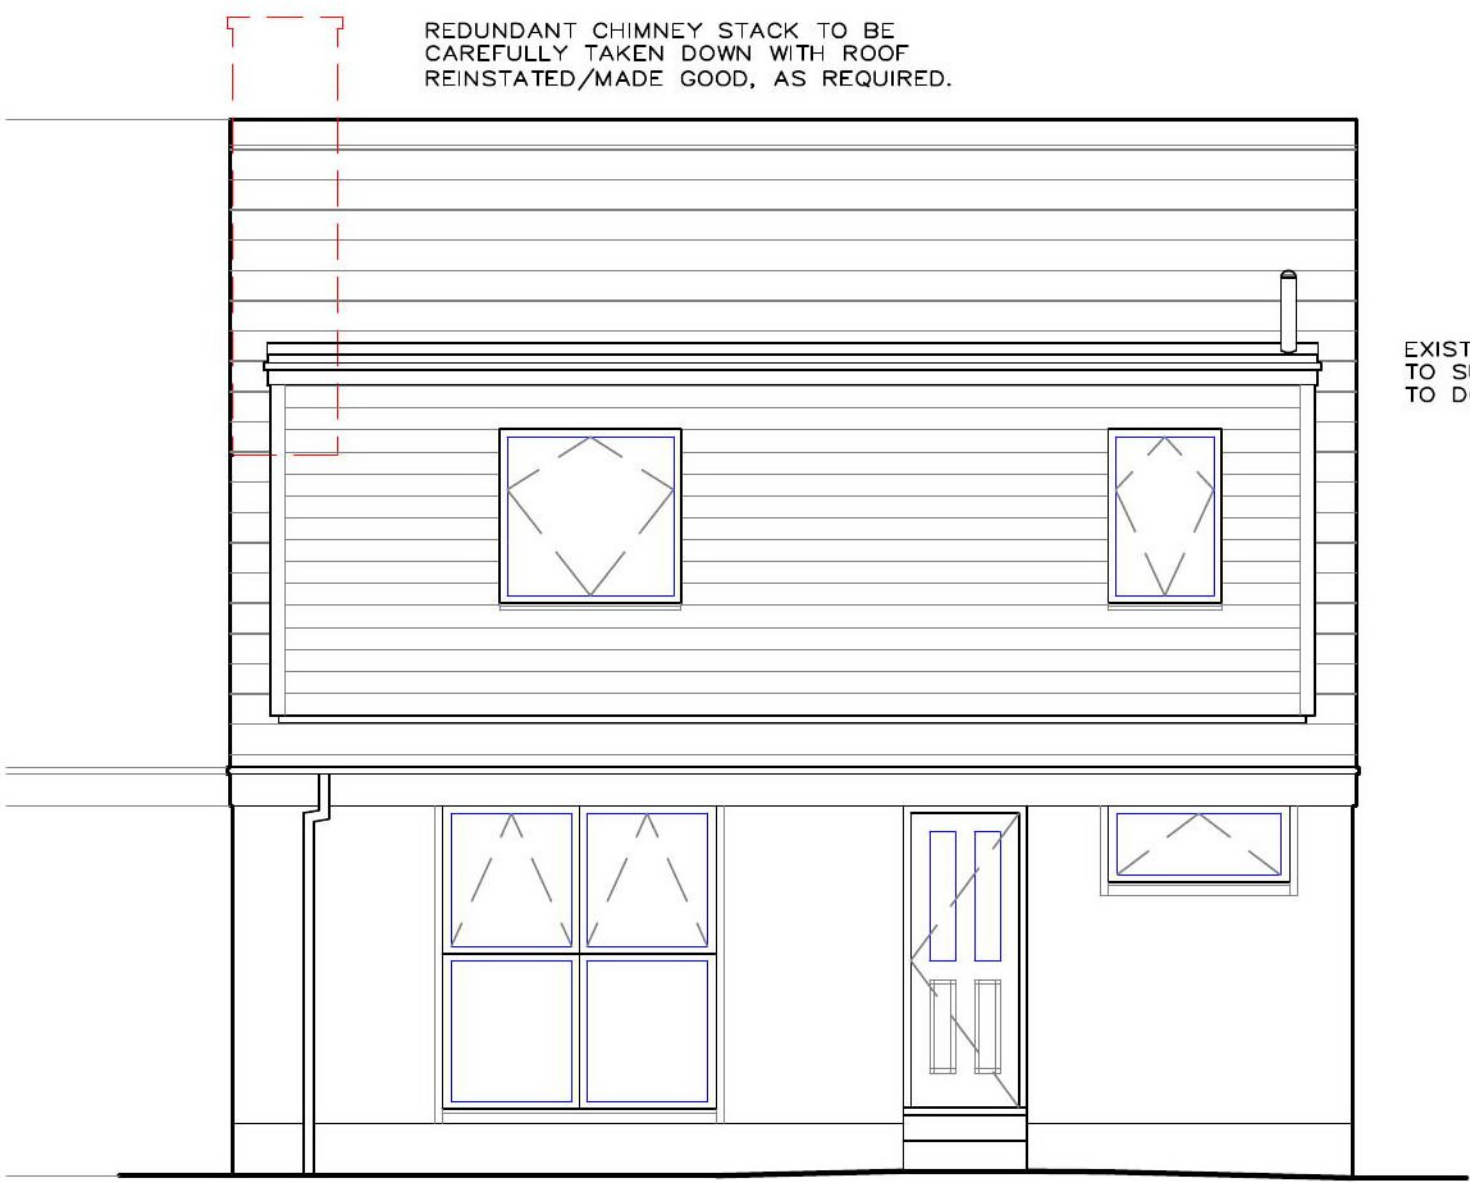 REDUNDANT CHIMNEY STACK TO BE
CAREFULLY TAKEN DOWN WITH ROOF
REINSTATED/MADE GOOD, AS REQUIRED.
EXIST
TO
TO